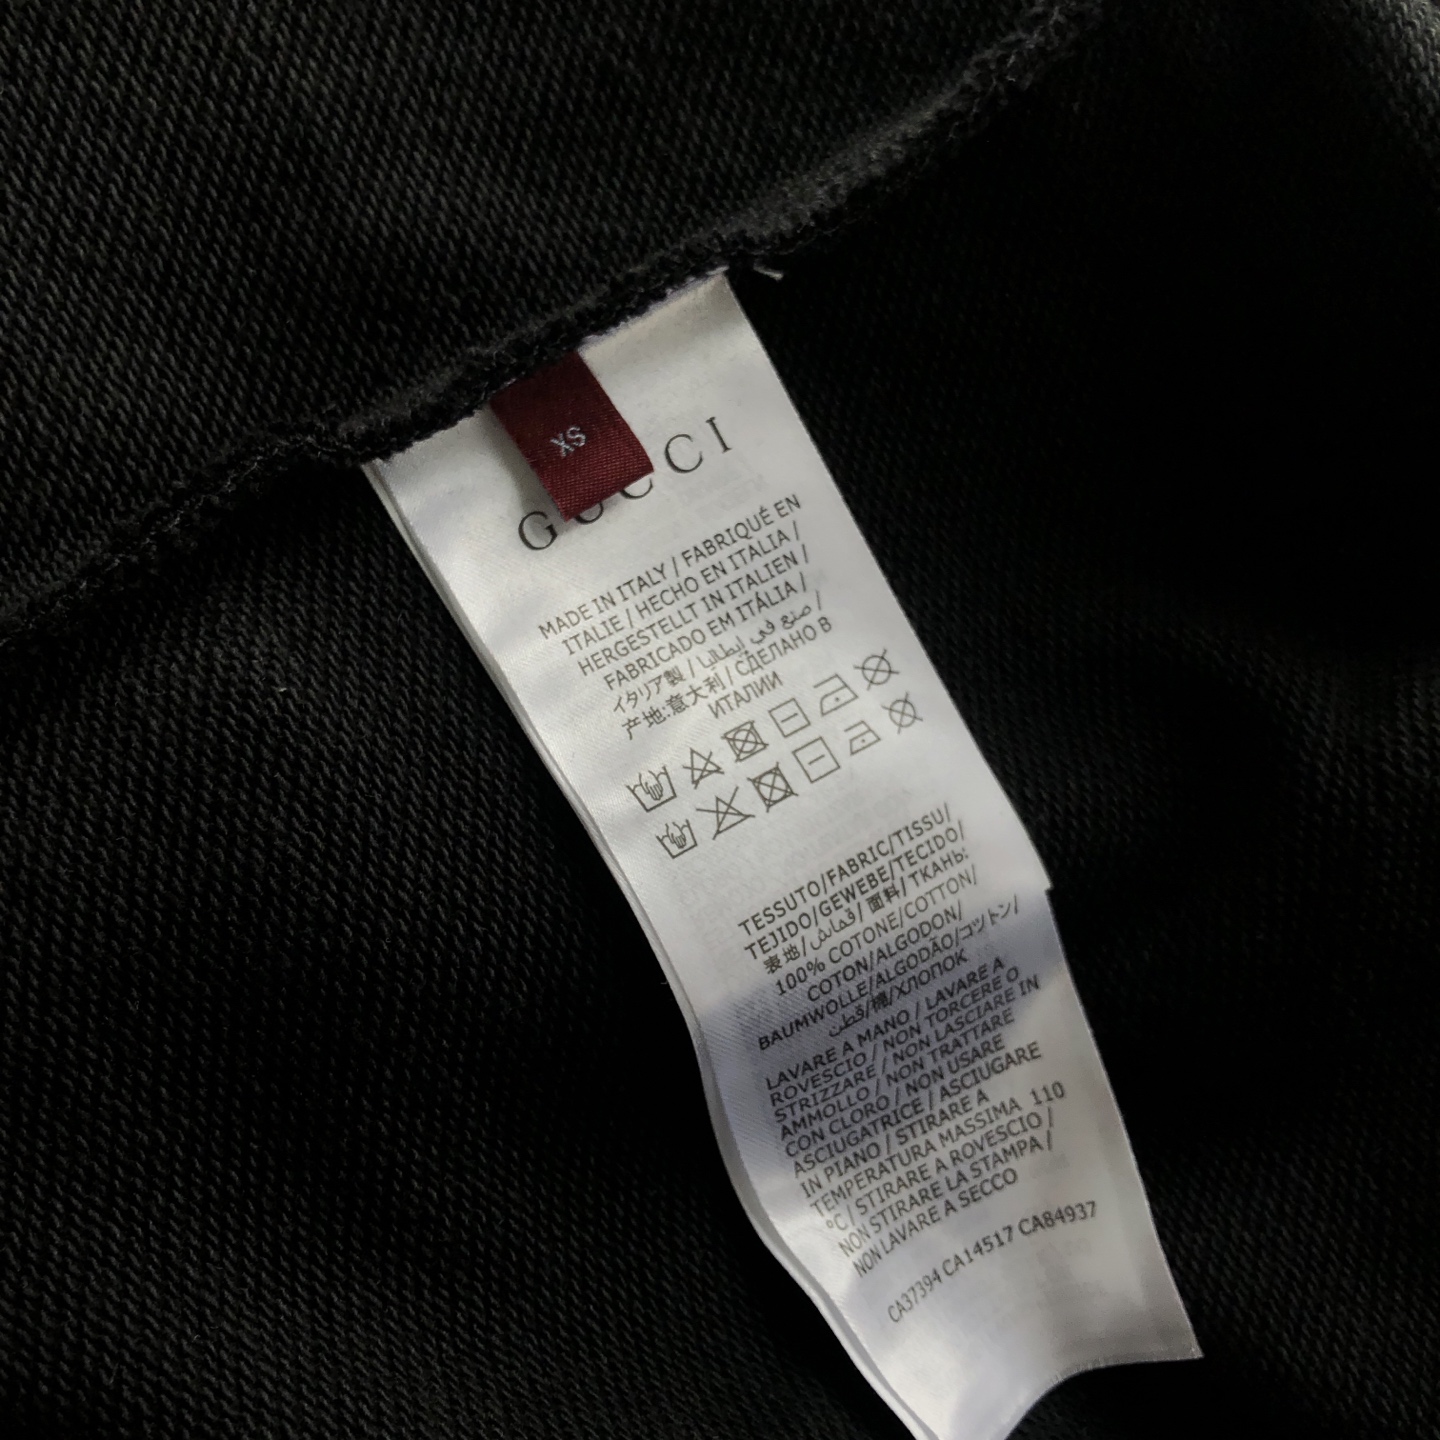 XS
GUCCI
MADE IN ITALY / FABRIQUÉ EN
ITALIE / HECHO EN ITALIA /
HERGESTELLT IN ITALIEN /
FABRICADO EM ITÁLIA /
イタリア製 / صنع في إيطاليا /
产地:意大利 / СДЕЛАНО В
ИТАЛИИ
TESSUTO/FABRIC/TISSU/
TEJIDO/GEWEBE/TECIDO/
表地/قماش/面料/ТКАНЬ:
100% COTONE/COTTON/
COTON/ALGODON/
BAUMWOLLE/ALGODÃO/コットン/
قطن/棉/ХЛОПОК
LAVARE A MANO / LAVARE A
ROVESCIO / NON TORCERE O
STRIZZARE / NON LASCIARE IN
AMMOLLO / NON TRATTARE
CON CLORO / NON USARE
ASCIUGATRICE / ASCIUGARE
IN PIANO / STIRARE A
TEMPERATURA MASSIMA 110
°C / STIRARE A ROVESCIO /
NON STIRARE LA STAMPA /
NON LAVARE A SECCO
CA37394 CA14517 CA84937